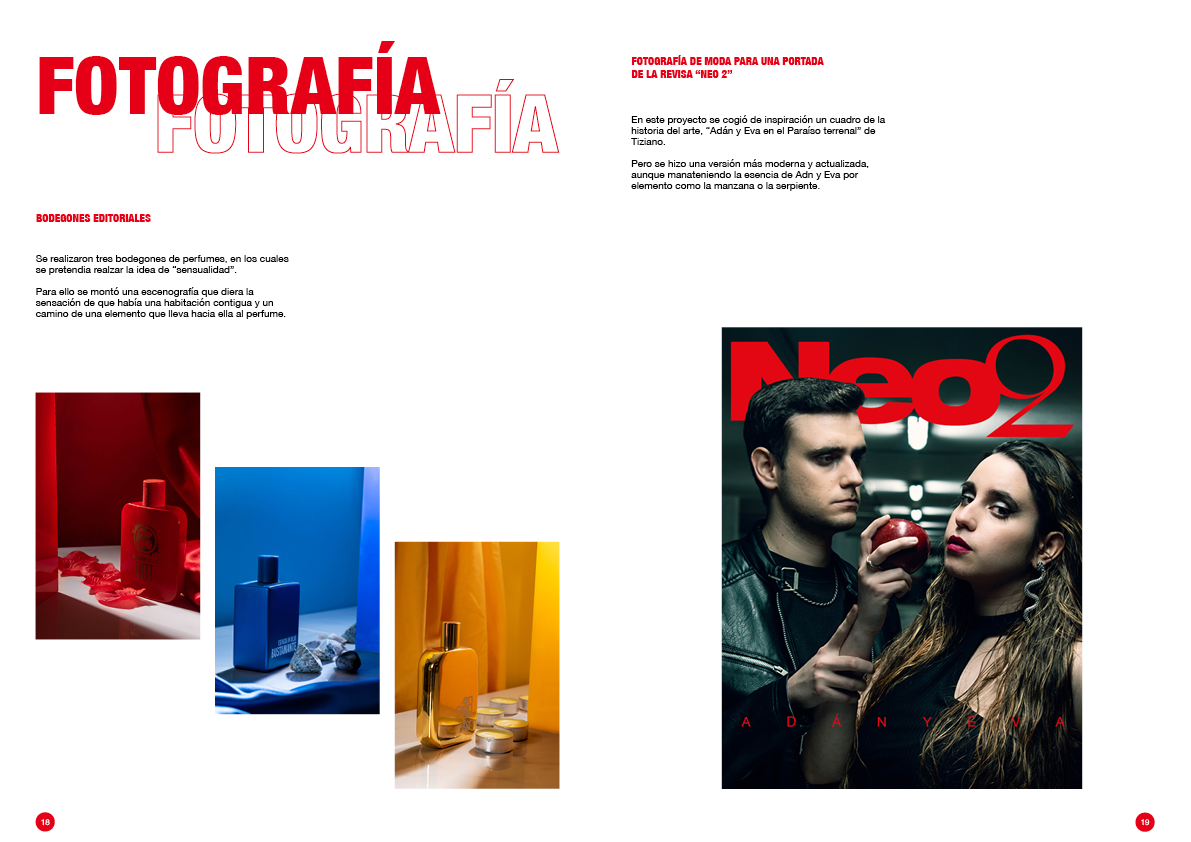 FOTOGRAFÍA
FOTOGRAFÍA
BODEGONES EDITORIALES
Se realizaron tres bodegones de perfumes, en los cuales
se pretendia realzar la idea de “sensualidad”.
Para ello se montó una escenografía que diera la
sensación de que había una habitación contigua y un
camino de una elemento que lleva hacia ella al perfume.
BUSTAMANTE
18
FOTOGRAFÍA DE MODA PARA UNA PORTADA
DE LA REVISA “NEO 2”
En este proyecto se cogió de inspiración un cuadro de la
historia del arte, “Adán y Eva en el Paraíso terrenal” de
Tiziano.
Pero se hizo una versión más moderna y actualizada,
aunque manateniendo la esencia de Adn y Eva por
elemento como la manzana o la serpiente.
Neo2
ADÁN Y EVA
19